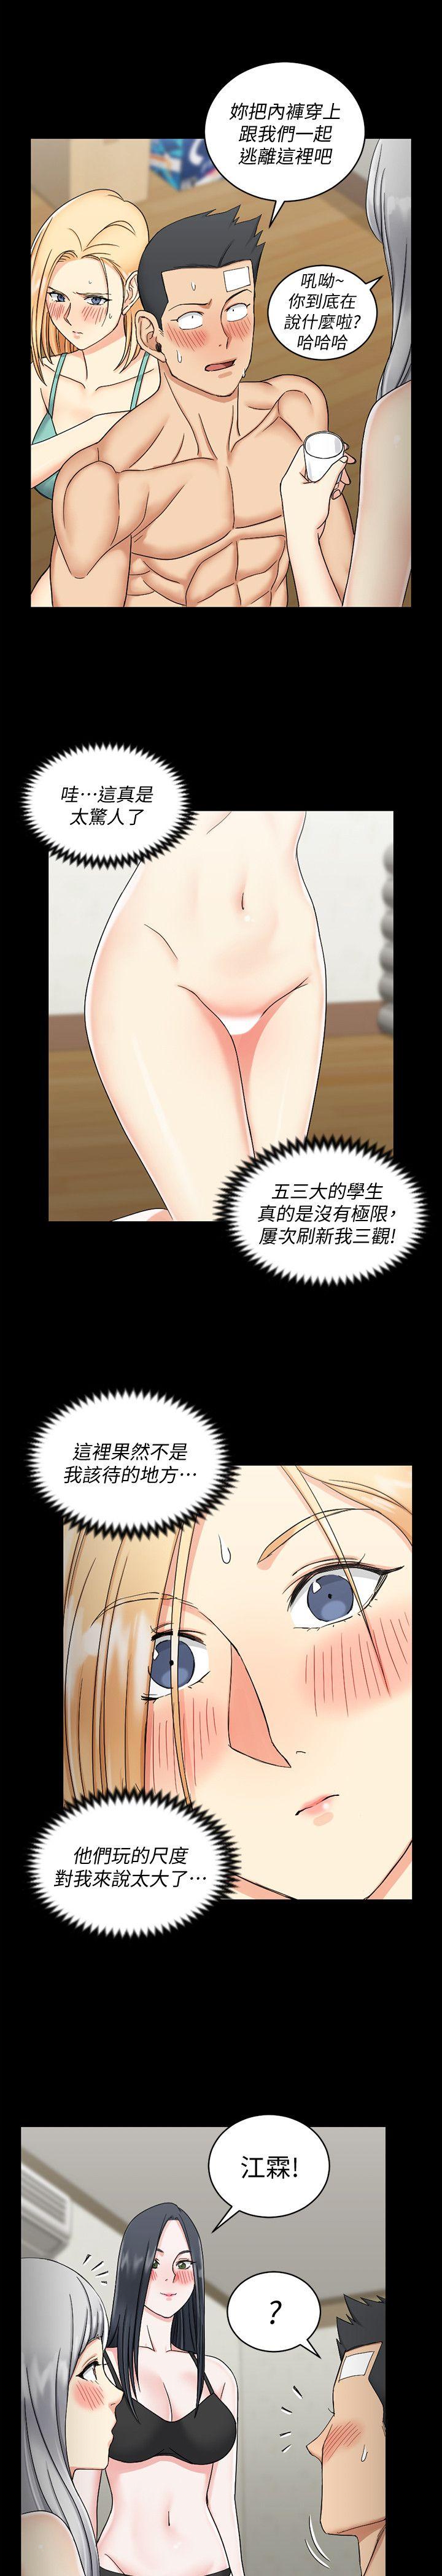 妳把內褲穿上
跟我們一起
逃離這裡吧
吼呦~
你到底在
說什麼啦?
哈哈哈
哇⋯這真是
太驚人了
五三大的學生
真的是沒有極限，
屢次刷新我三觀!
這裡果然不是
我該待的地方⋯
他們玩的尺度
對我來說太大了⋯
江霖!
?